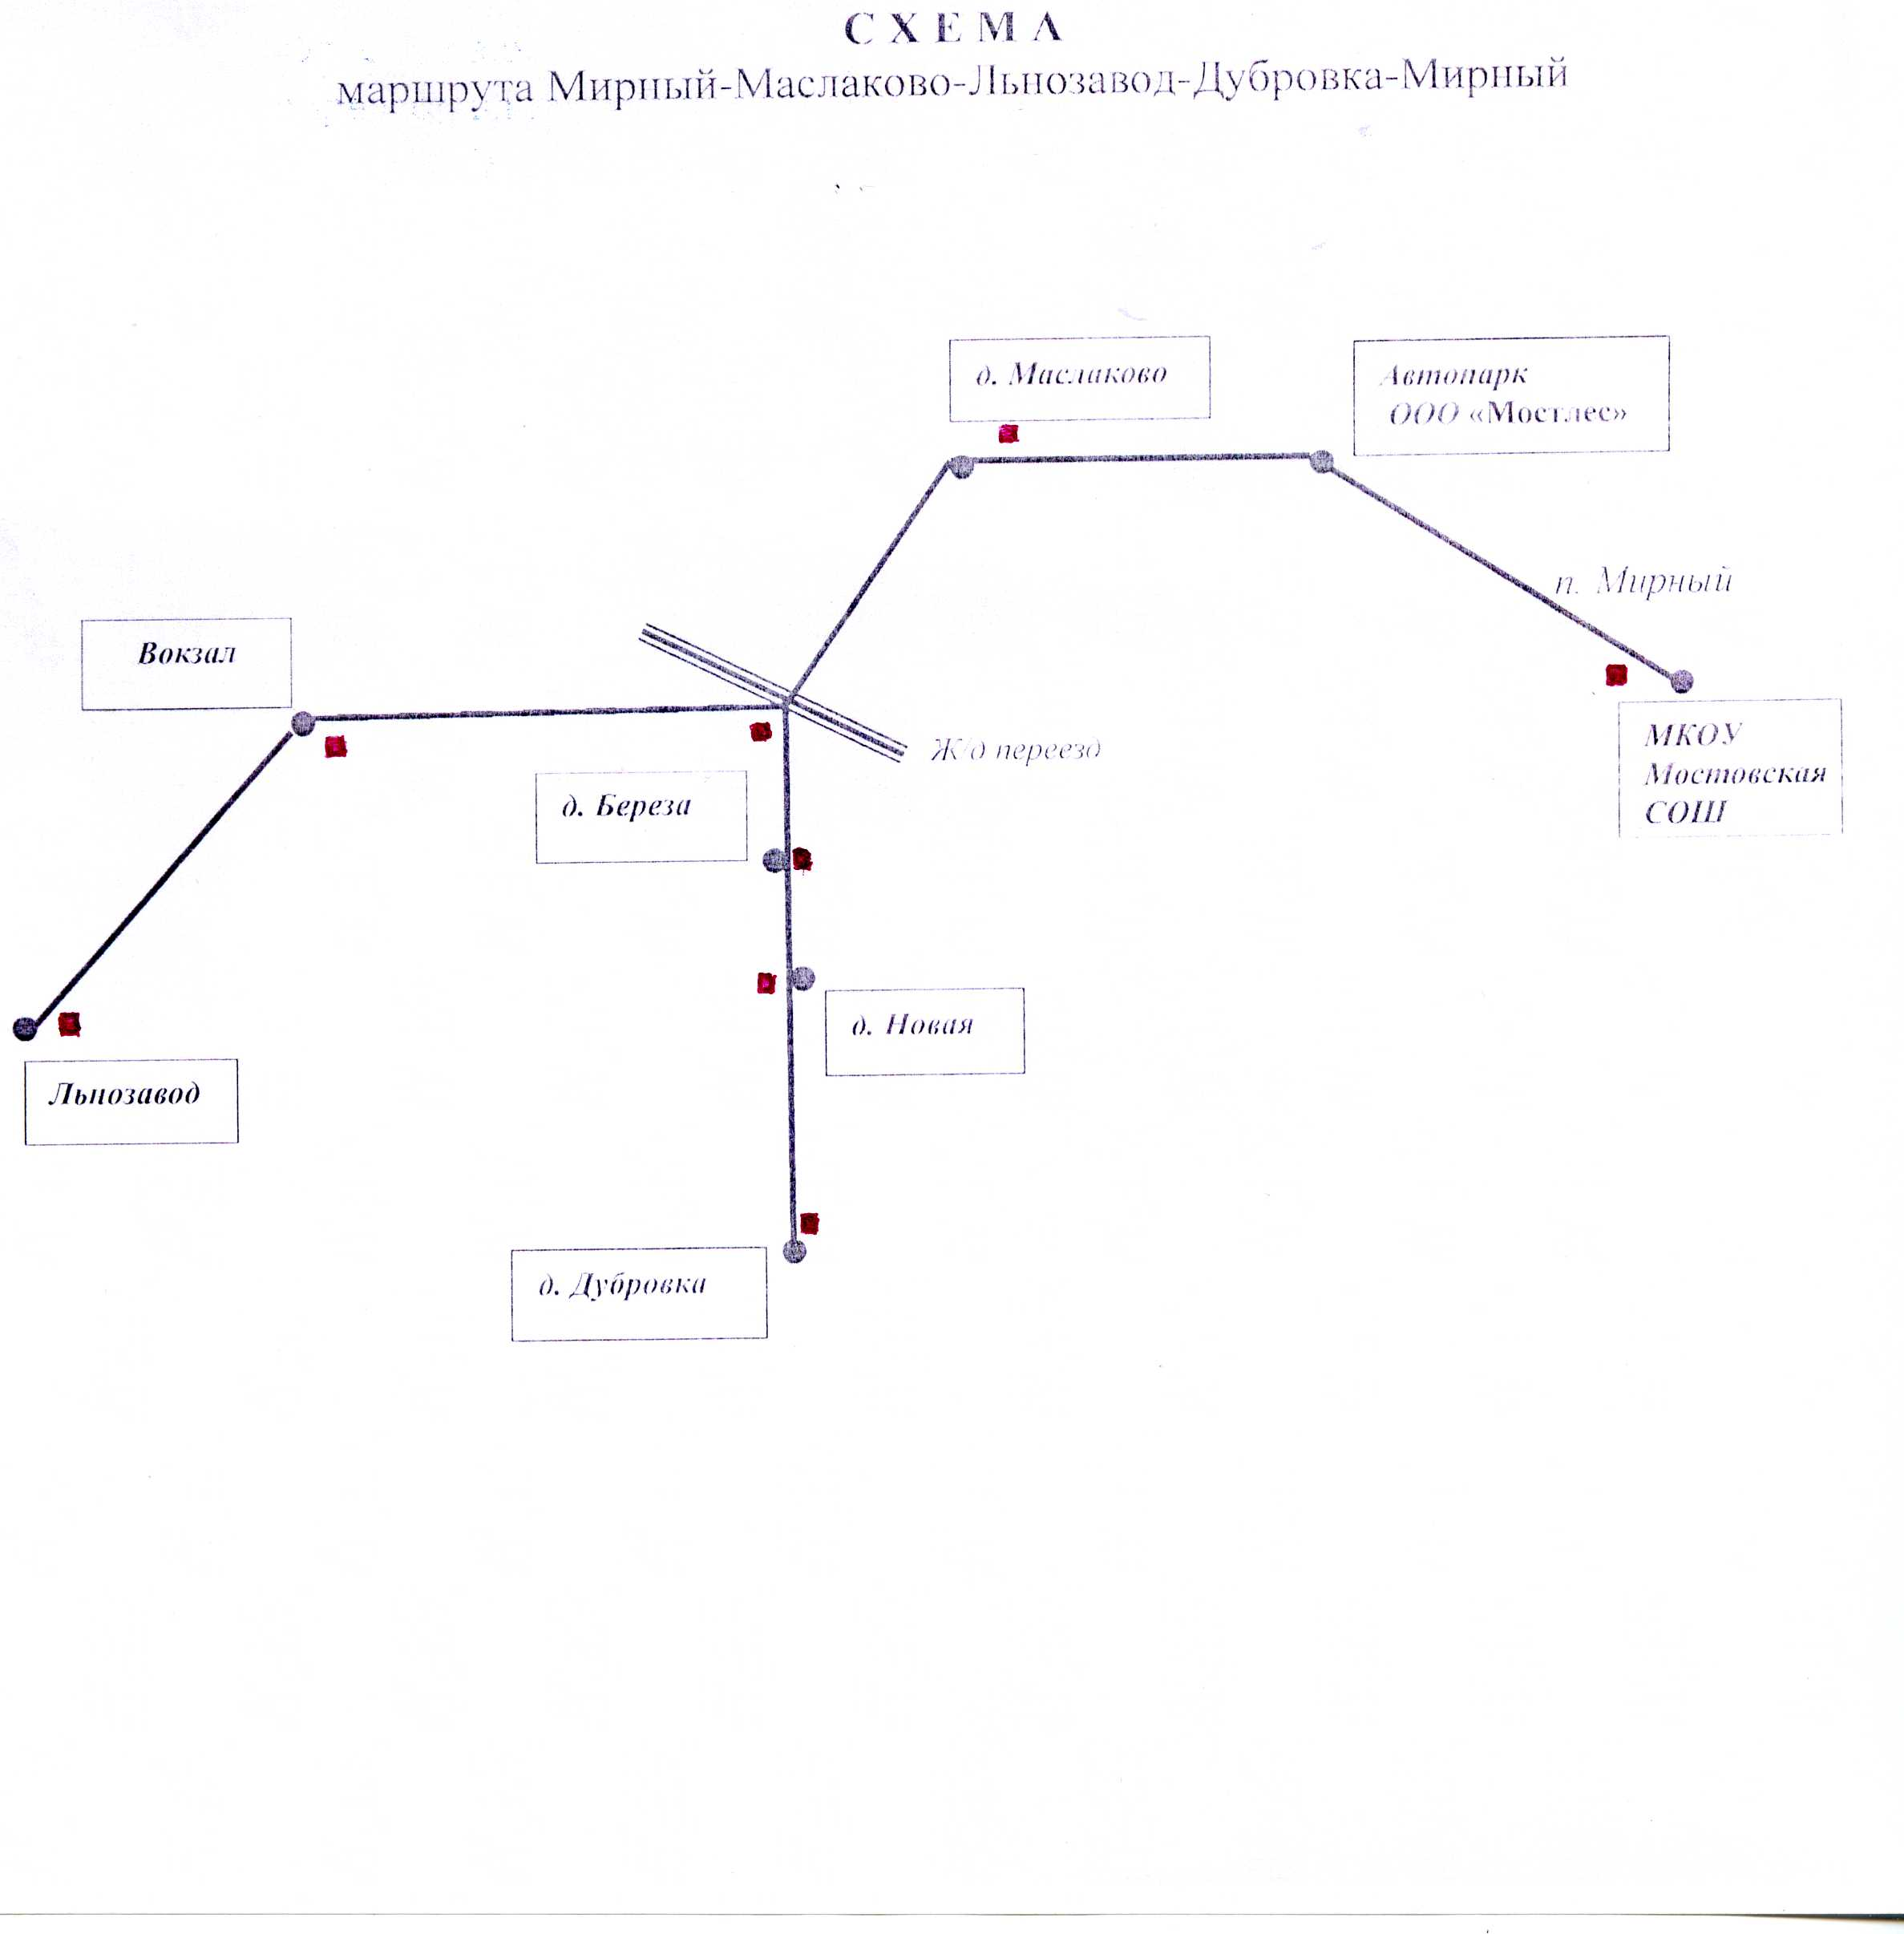 СХЕМА
маршрута Мирный-Маслаково-Льнозавод-Дубровка-Мирный
д. Маслаково
Автопарк
ООО «Мостлес»
п. Мирный
Вокзал
Ж/д переезд
МКОУ
Мостовская
СОШ
д. Береза
д. Новая
Льнозавод
д. Дубровка